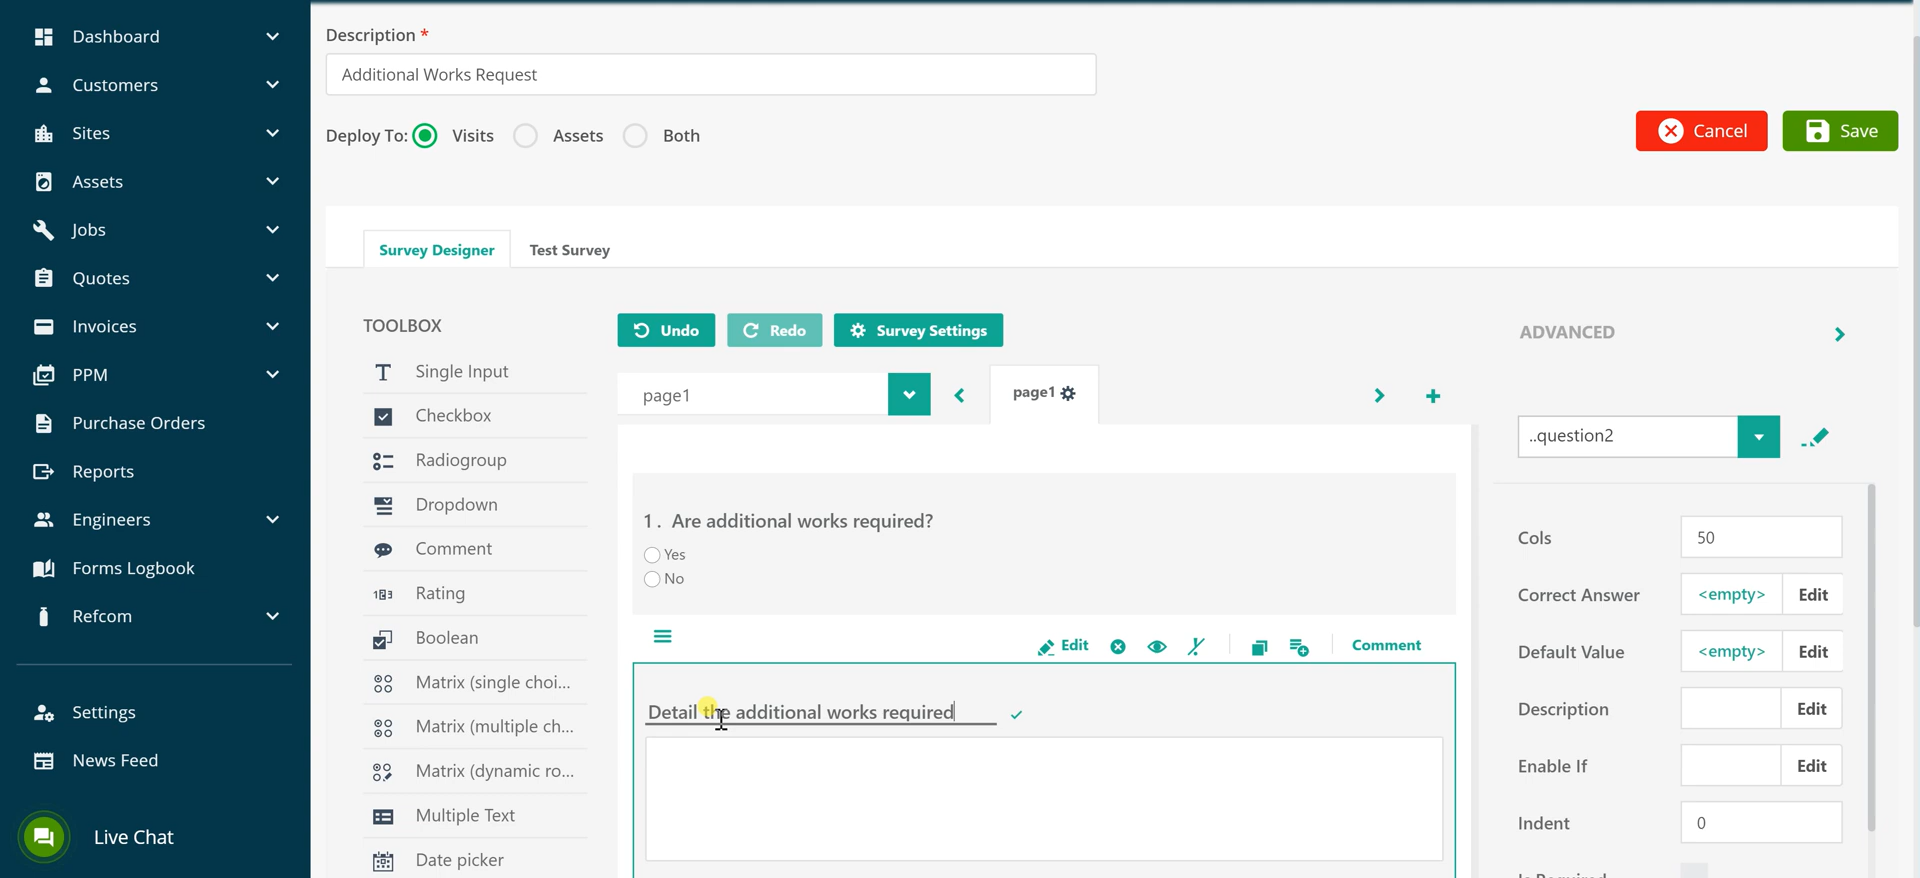 Dashboard
Customers
Sites
Assets
Jobs
Quotes
Invoices
PPM
Purchase Orders
Reports
Engineers
Forms Logbook
Refcom
Settings
News Feed
Live Chat
Description *
Additional Works Request
Deploy To: Visits Assets Both
Cancel Save
Survey Designer Test Survey
TOOLBOX
Single Input
Checkbox
Radiogroup
Dropdown
Comment
Rating
Boolean
Matrix (single choi...
Matrix (multiple ch...
Matrix (dynamic ro...
Multiple Text
Date picker
Undo Redo Survey Settings
page1 page1
1. Are additional works required?
Yes
No
Edit Comment
Detail the additional works required
ADVANCED
..question2
Cols 50
Correct Answer <empty> Edit
Default Value <empty> Edit
Description Edit
Enable If Edit
Indent 0